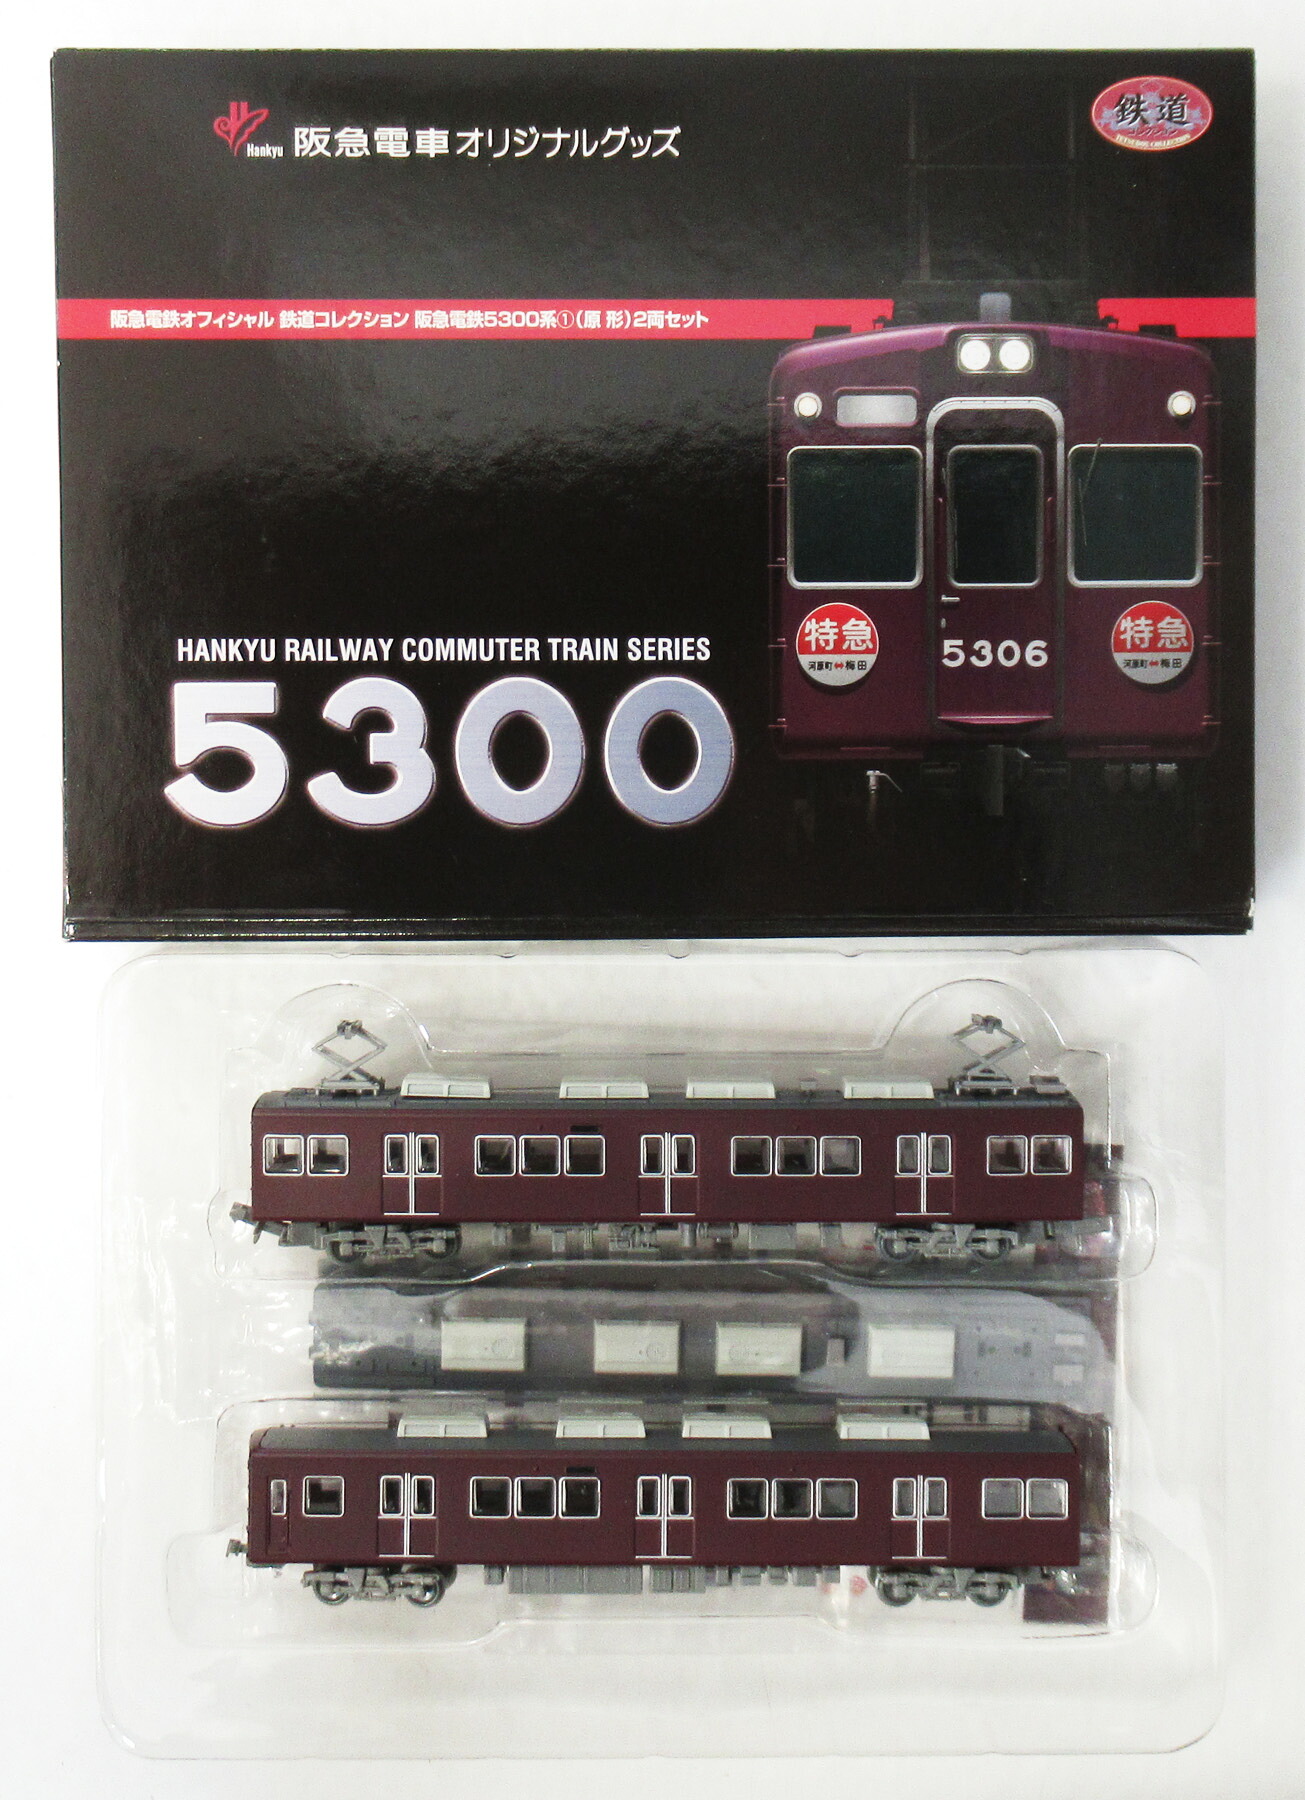 Hankyu 阪急電車オリジナルグッズ
鉄道
コレクション
TETSUDOU COLLECTION
阪急電鉄オフィシャル 鉄道コレクション 阪急電鉄5300系①(原 形)2両セット
特急
河原町⇔梅田
5306
特急
河原町⇔梅田
HANKYU RAILWAY COMMUTER TRAIN SERIES
5300